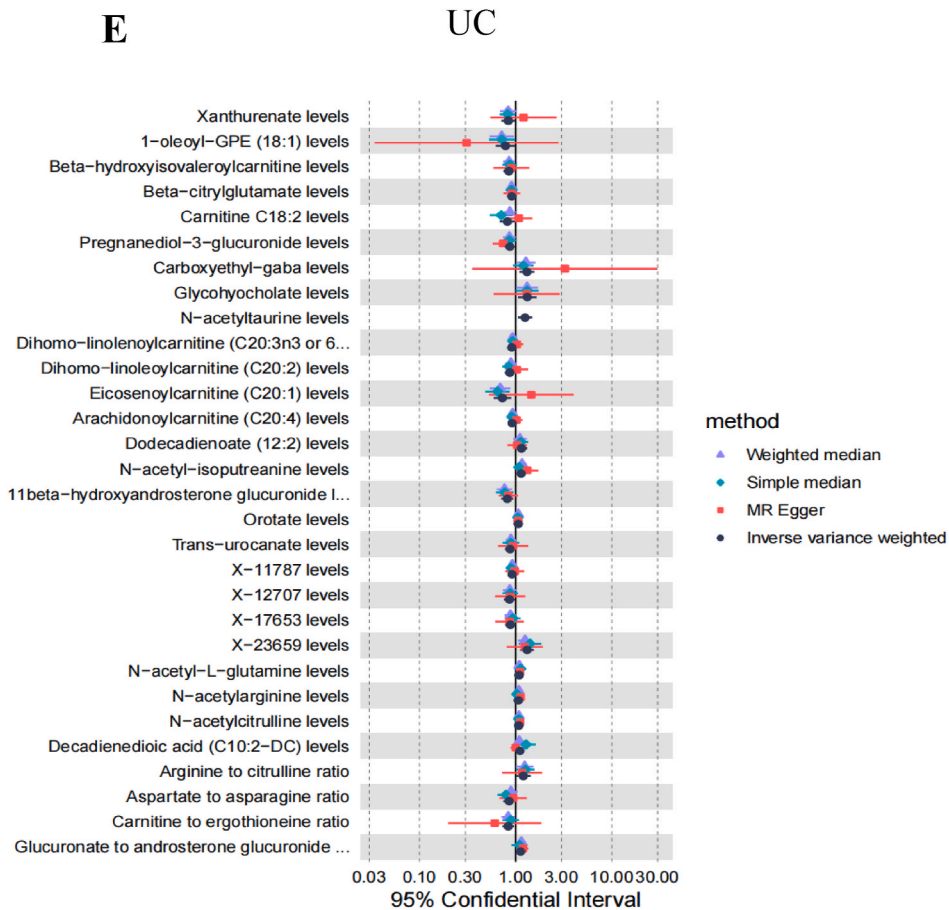 E
UC
Xanthurenate levels
1-oleoyl-GPE (18:1) levels
Beta-hydroxyisovaleroylcarnitine levels
Beta-citrylglutamate levels
Carnitine C18:2 levels
Pregnanediol-3-glucuronide levels
Carboxyethyl-gaba levels
Glycohyocholate levels
N-acetyltaurine levels
Dihomo-linolenoylcarnitine (C20:3n3 or 6...
Dihomo-linoleoylcarnitine (C20:2) levels
Eicosenoylcarnitine (C20:1) levels
Arachidonoylcarnitine (C20:4) levels
Dodecadienoate (12:2) levels
N-acetyl-isoputreanine levels
11beta-hydroxyandrosterone glucuronide l...
Orotate levels
Trans-urocanate levels
X-11787 levels
X-12707 levels
X-17653 levels
X-23659 levels
N-acetyl-L-glutamine levels
N-acetylarginine levels
N-acetylcitrulline levels
Decadienedioic acid (C10:2-DC) levels
Arginine to citrulline ratio
Aspartate to asparagine ratio
Carnitine to ergothioneine ratio
Glucuronate to androsterone glucuronide ...
0.03 0.10 0.30 1.00 3.00 10.00 30.00
95% Confidential Interval
method
Weighted median
Simple median
MR Egger
Inverse variance weighted